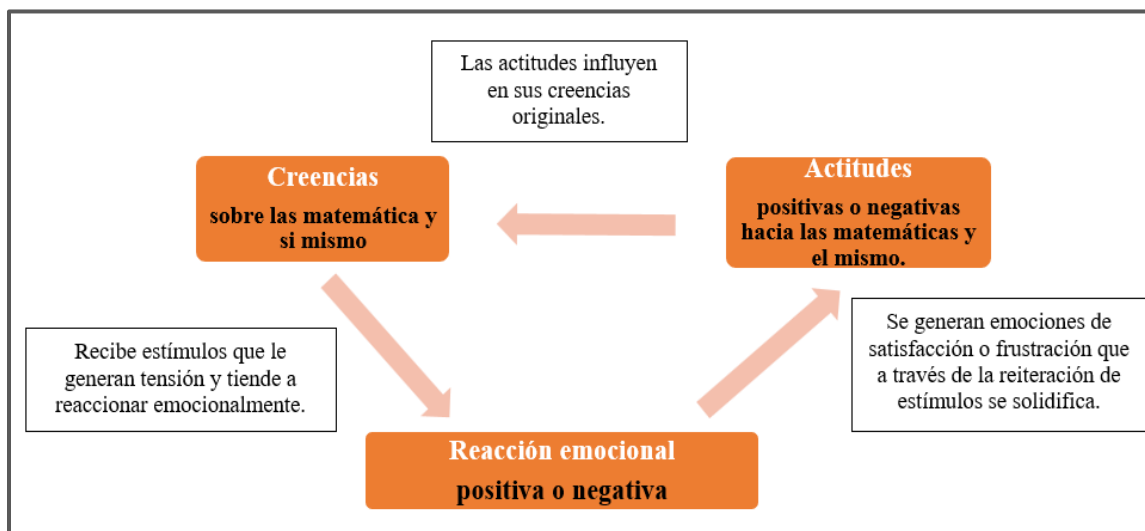 Las actitudes influyen
en sus creencias
originales.
Creencias
sobre las matemática y
si mismo
Actitudes
positivas o negativas
hacia las matemáticas y
el mismo.
Recibe estímulos que le
generan tensión y tiende a
reaccionar emocionalmente.
Se generan emociones de
satisfacción o frustración que
a través de la reiteración de
estímulos se solidifica.
Reacción emocional
positiva o negativa